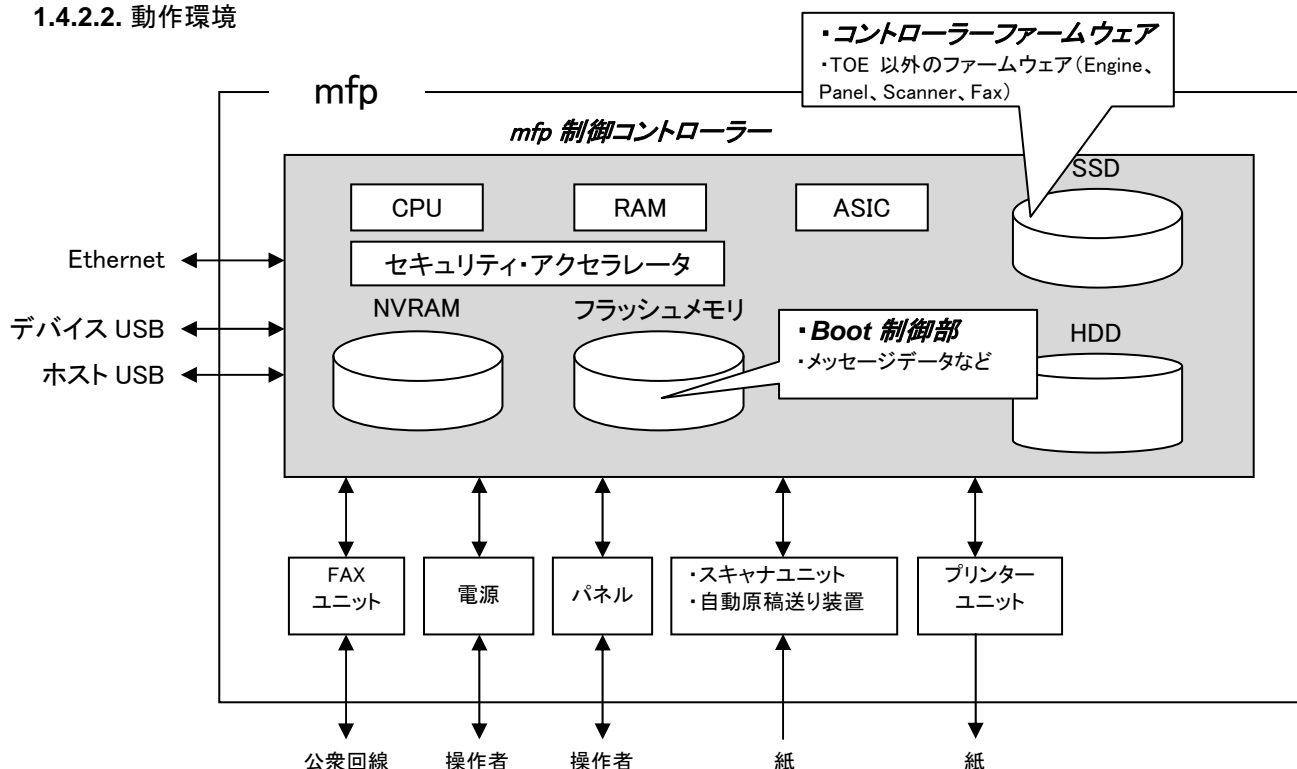 1.4.2.2. 動作環境
・コントローラーファームウェア
・TOE 以外のファームウェア(Engine、
Panel、Scanner、Fax)
mfp
mfp 制御コントローラー
SSD
CPU
RAM
ASIC
Ethernet
セキュリティ・アクセラレータ
NVRAM
フラッシュメモリ
デバイス USB
・Boot 制御部
・メッセージデータなど
HDD
ホスト USB
FAX
ユニット
電源
パネル
・スキャナユニット
・自動原稿送り装置
プリンター
ユニット
公衆回線
操作者
操作者
紙
紙